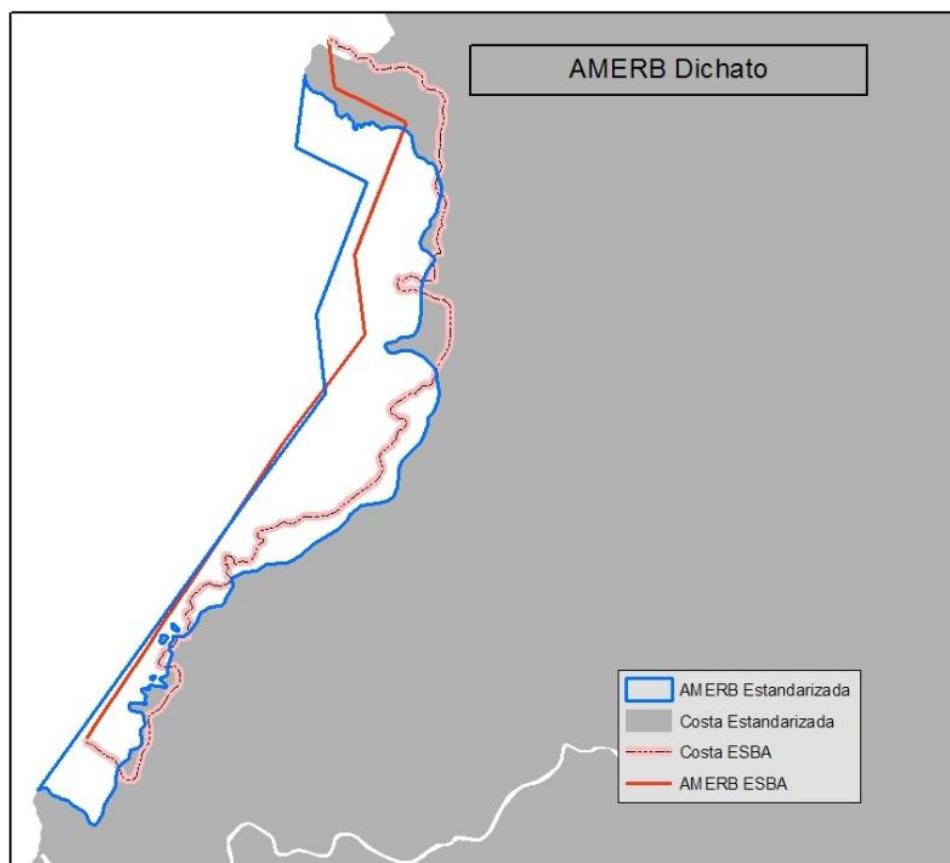 AMERB Dichato
AMERB Estandarizada
Costa Estandarizada
Costa ESBA
AMERB ESBA